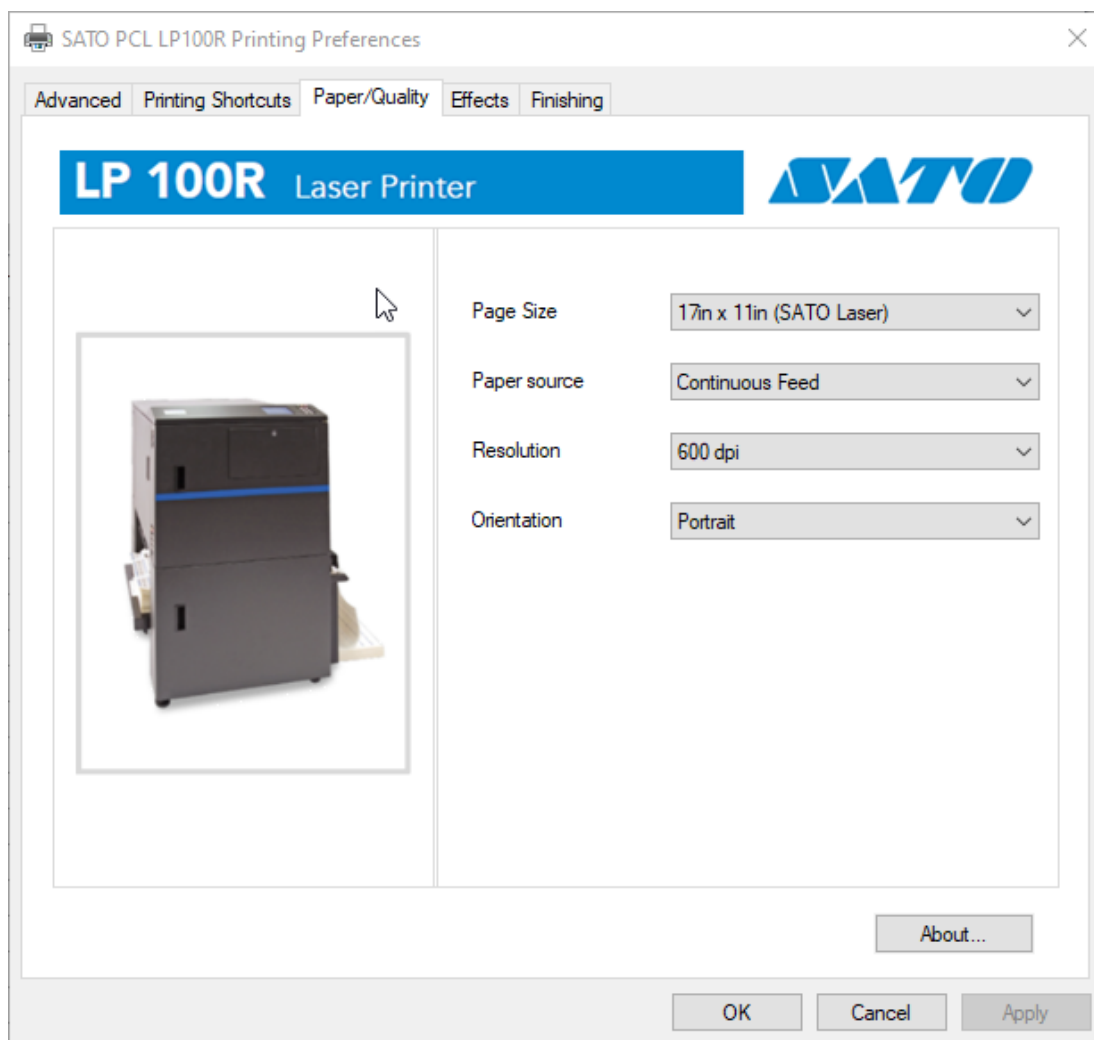 SATO PCL LP100R Printing Preferences
Advanced Printing Shortcuts Paper/Quality Effects Finishing
LP 100R Laser Printer SATO
Page Size 17in x 11in (SATO Laser)
Paper source Continuous Feed
Resolution 600 dpi
Orientation Portrait
About...
OK Cancel Apply